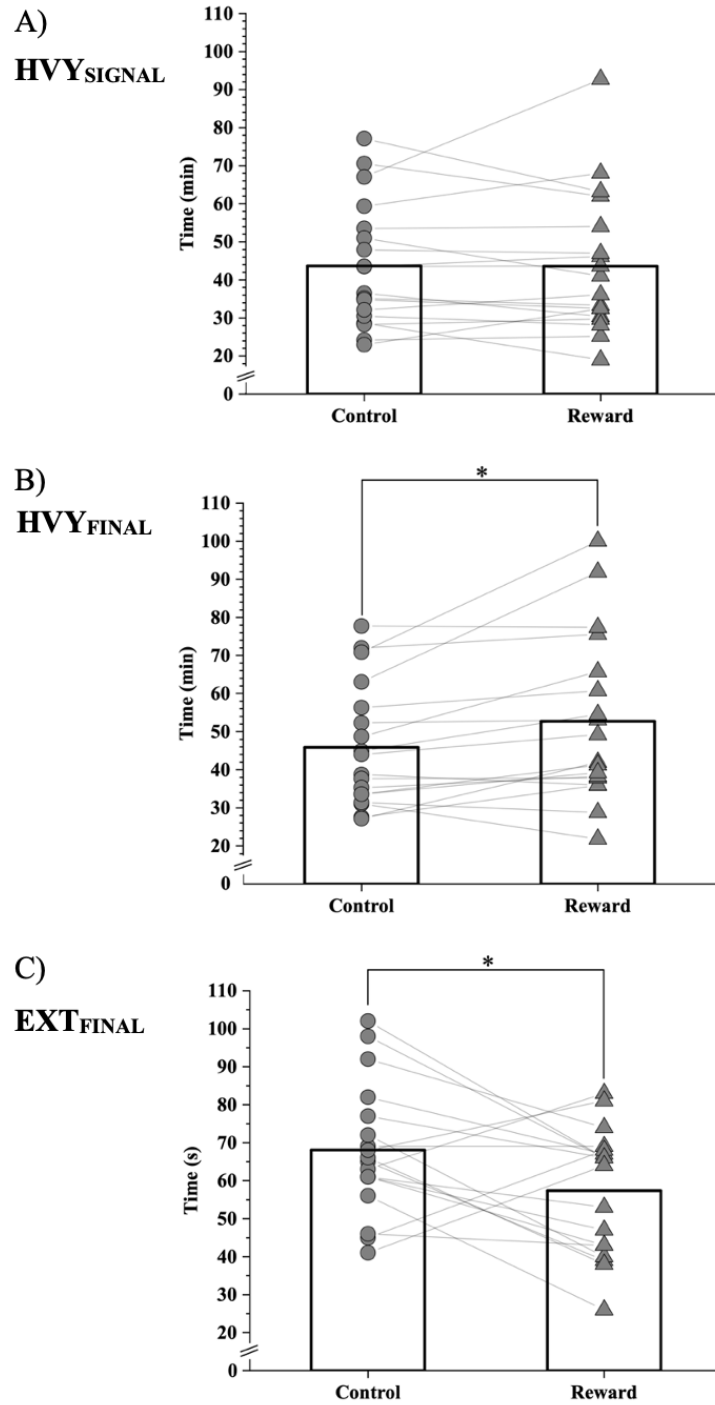 A)
HVYSIGNAL
Time (min)
110
100
90
80
70
60
50
40
30
20
0
Control Reward
B)
HVYFINAL
*
Time (min)
110
100
90
80
70
60
50
40
30
20
0
Control Reward
C)
EXTFINAL
*
Time (s)
110
100
90
80
70
60
50
40
30
20
0
Control Reward